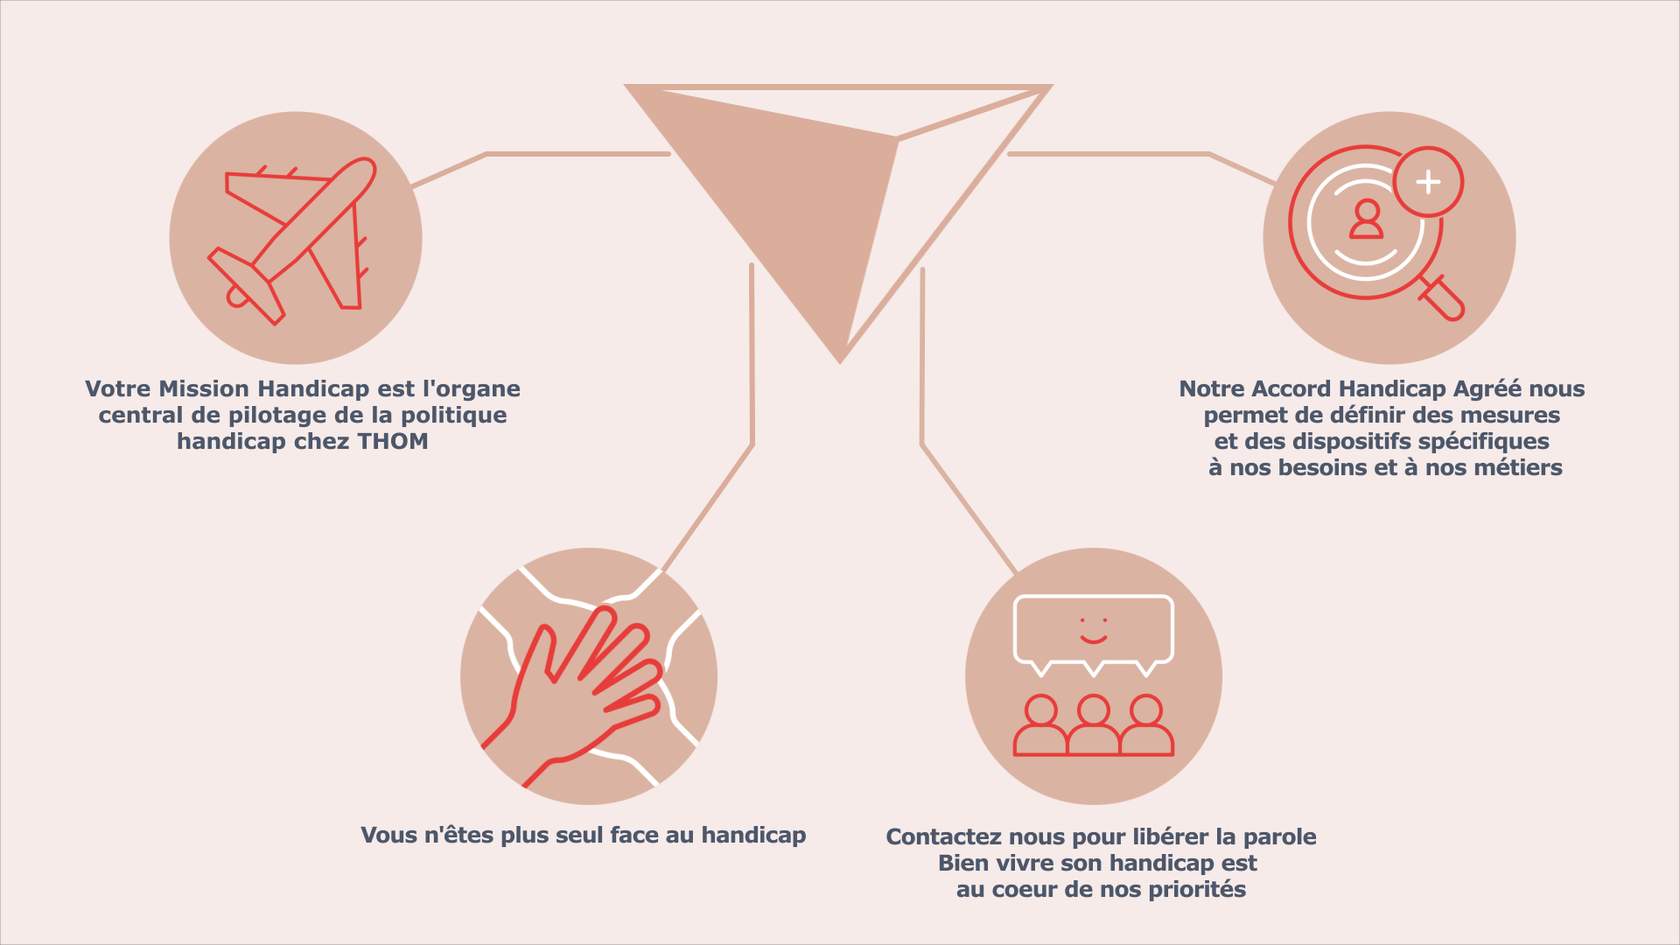 Votre Mission Handicap est l'organe
central de pilotage de la politique
handicap chez THOM
Notre Accord Handicap Agréé nous
permet de définir des mesures
et des dispositifs spécifiques
à nos besoins et à nos métiers
Vous n'êtes plus seul face au handicap
Contactez nous pour libérer la parole
Bien vivre son handicap est
au coeur de nos priorités